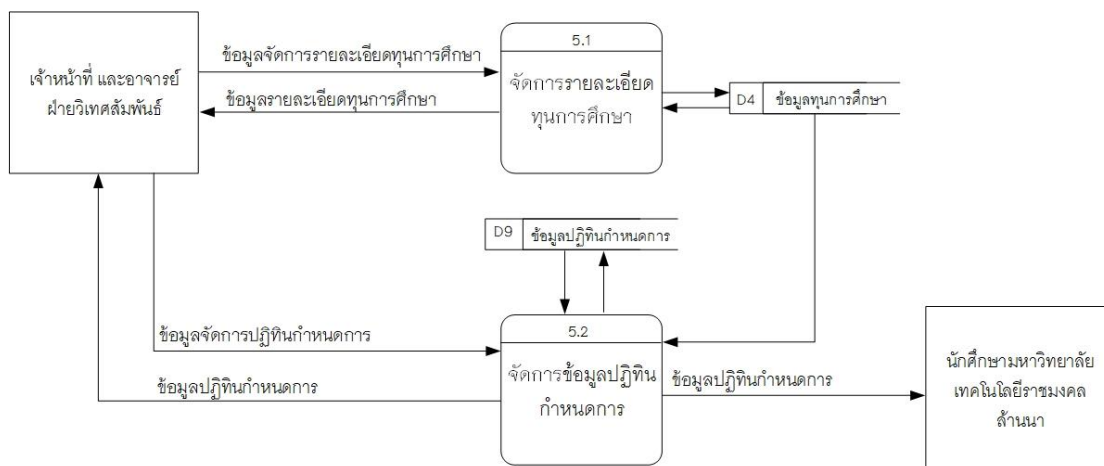 5.1
เจ้าหน้าที่ และอาจารย์
ฝ่ายวิเทศสัมพันธ์
ข้อมูลจัดการรายละเอียดทุนการศึกษา
ข้อมูลรายละเอียดทุนการศึกษา
จัดการรายละเอียด
ทุนการศึกษา
D4 ข้อมูลทุนการศึกษา
D9 ข้อมูลปฏิทินกำหนดการ
5.2
ข้อมูลจัดการปฏิทินกำหนดการ
ข้อมูลปฏิทินกำหนดการ
จัดการข้อมูลปฏิทิน
กำหนดการ
ข้อมูลปฏิทินกำหนดการ
นักศึกษามหาวิทยาลัย
เทคโนโลยีราชมงคล
ล้านนา